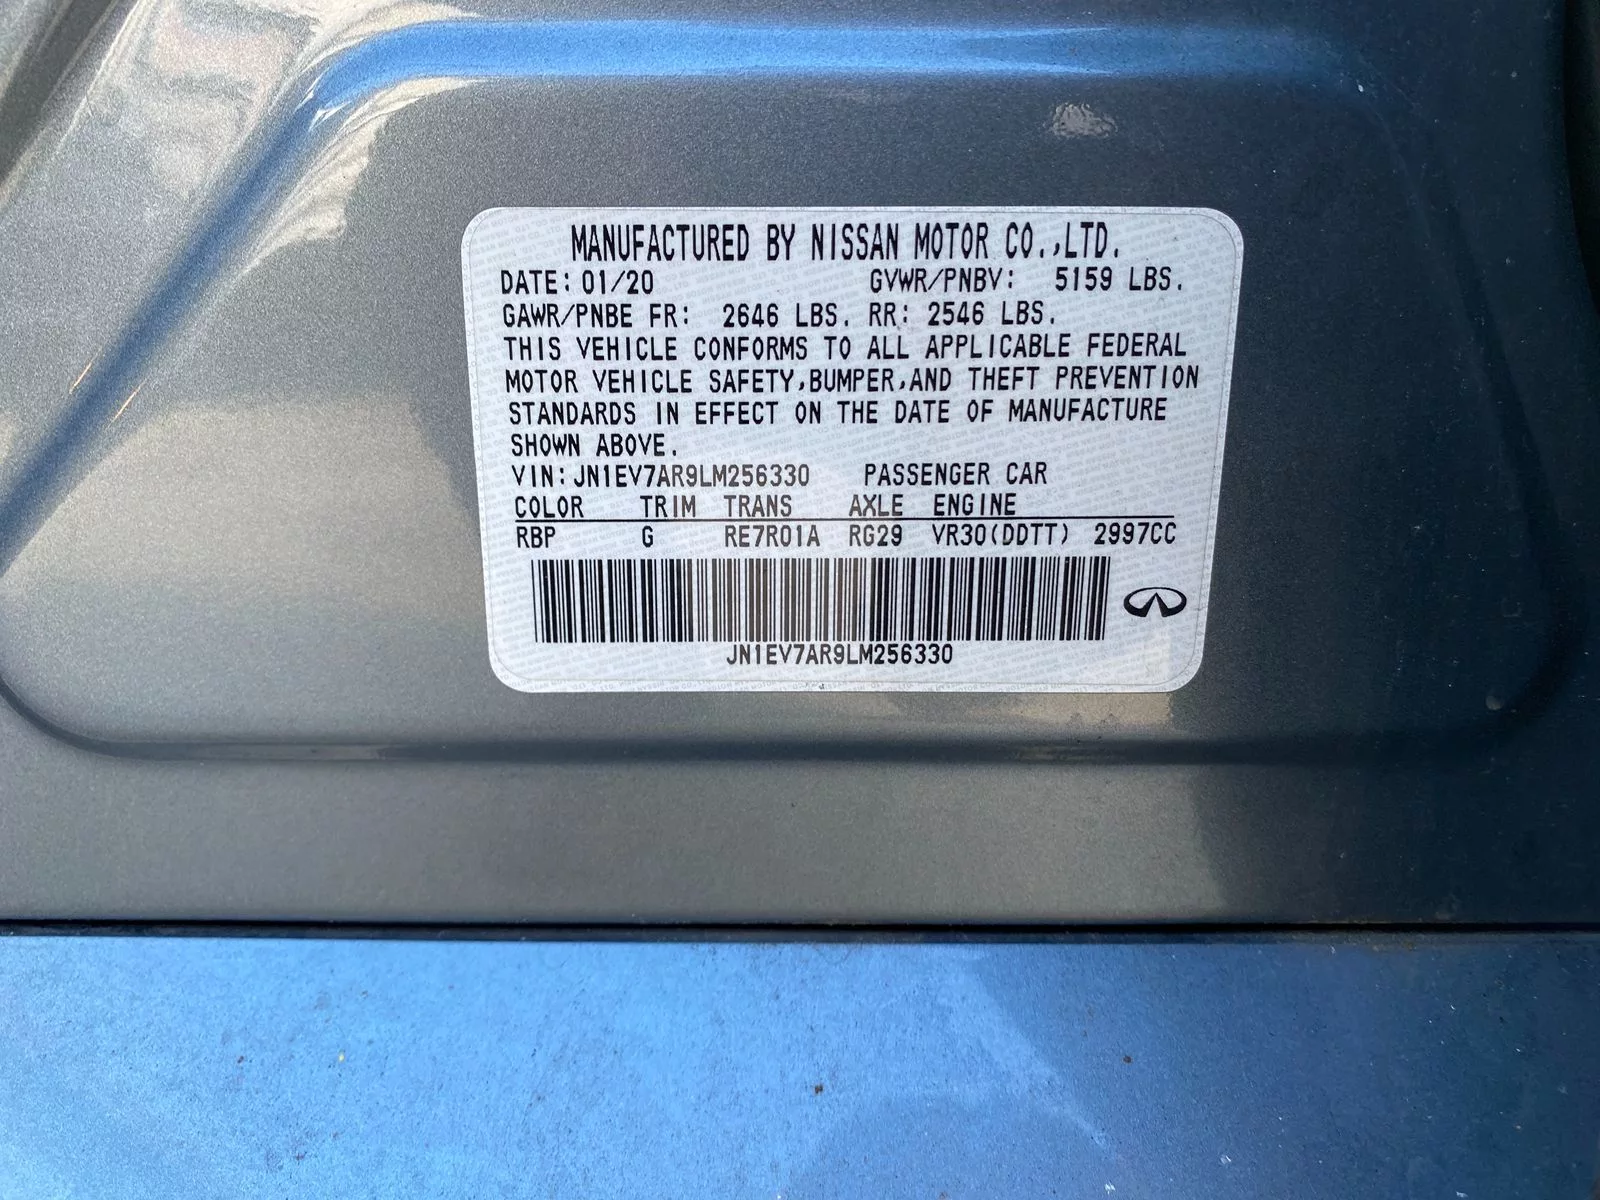 MANUFACTURED BY NISSAN MOTOR CO.,LTD.
DATE: 01/20 GVWR/PNBV: 5159 LBS.
GAWR/PNBE FR: 2646 LBS. RR: 2546 LBS.
THIS VEHICLE CONFORMS TO ALL APPLICABLE FEDERAL
MOTOR VEHICLE SAFETY,BUMPER,AND THEFT PREVENTION
STANDARDS IN EFFECT ON THE DATE OF MANUFACTURE
SHOWN ABOVE.
VIN:JN1EV7AR9LM256330 PASSENGER CAR
COLOR TRIM TRANS AXLE ENGINE
RBP G RE7R01A RG29 VR30(DDTT) 2997CC
JN1EV7AR9LM256330